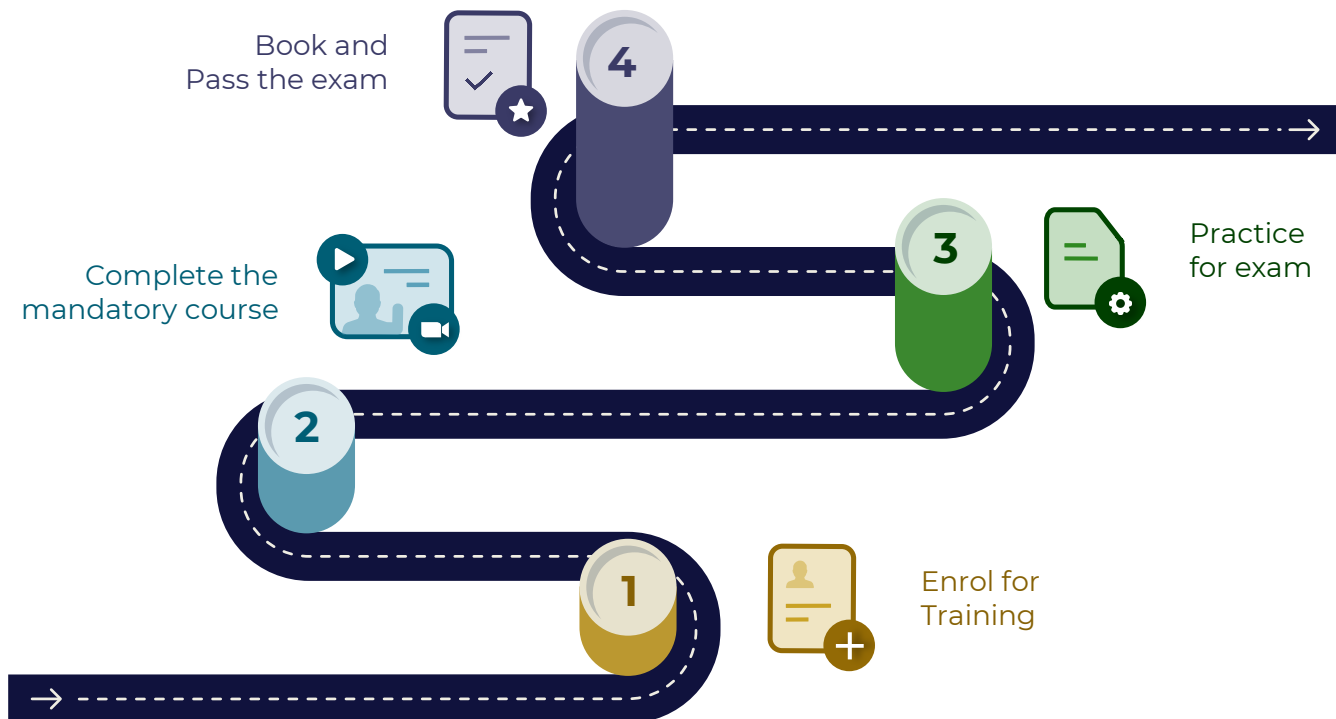 Book and
Pass the exam
4
3
Practice
for exam
Complete the
mandatory course
2
1
Enrol for
Training